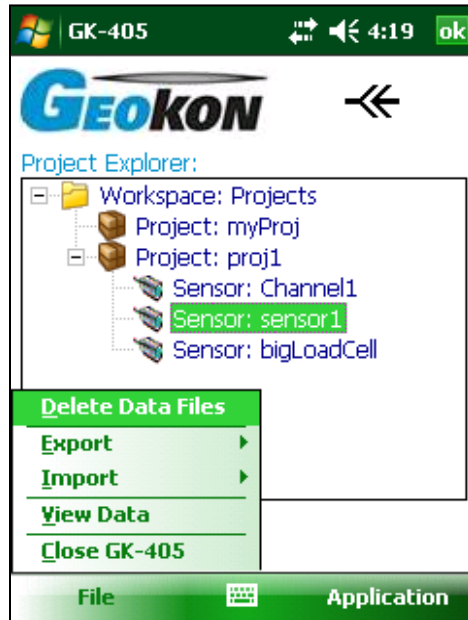 GK-405 4:19 ok
GEOKON
Project Explorer:
Workspace: Projects
Project: myProj
Project: proj1
Sensor: Channel1
Sensor: sensor1
Sensor: bigLoadCell
Delete Data Files
Export
Import
View Data
Close GK-405
File Application